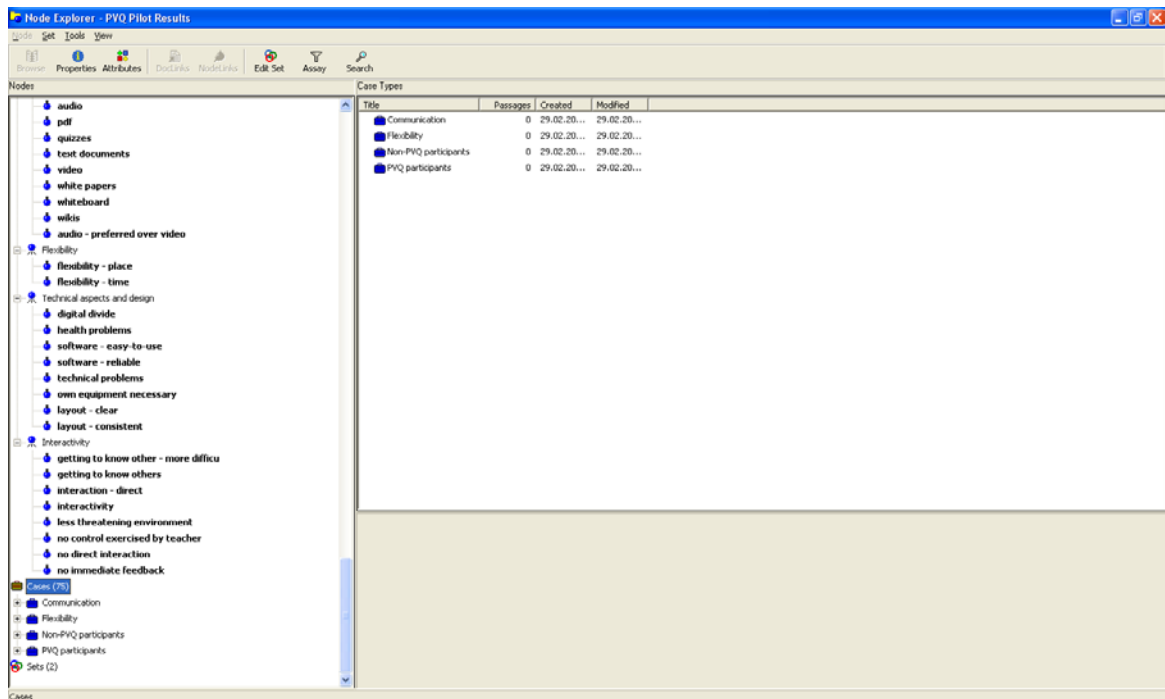 Node Explorer - PVQ Pilot Results
Node Set Tools View
Browse Properties Attributes DocLinks NodeLinks Edit Set Assay Search
Nodes
audio
pdf
quizzes
text documents
video
white papers
whiteboard
wikis
audio - preferred over video
Flexibility
flexibility - place
flexibility - time
Technical aspects and design
digital divide
health problems
software - easy-to-use
software - reliable
technical problems
own equipment necessary
layout - clear
layout - consistent
Interactivity
getting to know other - more difficu
getting to know others
interaction - direct
interactivity
less threatening environment
no control exercised by teacher
no direct interaction
no immediate feedback
Cases (75)
Communication
Flexibility
Non-PVQ participants
PVQ participants
Sets (2)
Case Types
Title Passages Created Modified
Communication 0 29.02.20... 29.02.20...
Flexibility 0 29.02.20... 29.02.20...
Non-PVQ participants 0 29.02.20... 29.02.20...
PVQ participants 0 29.02.20... 29.02.20...
Cases